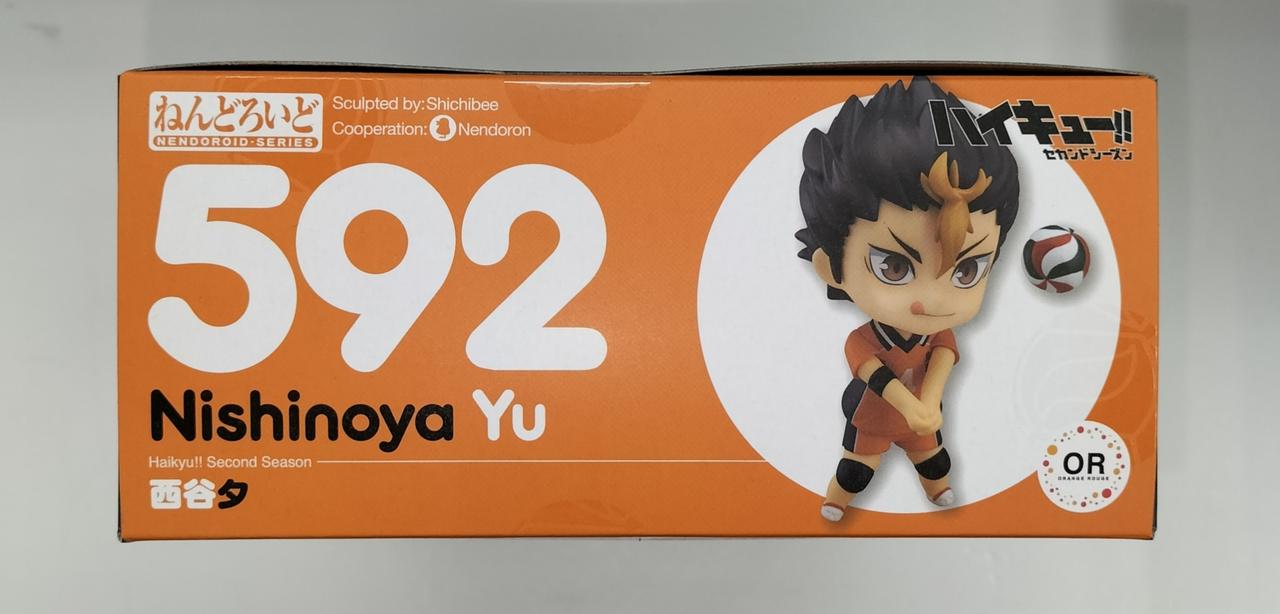 ねんどろいど
NENDOROID-SERIES
Sculpted by: Shichibee
Cooperation: Nendoron
592
Nishinoya Yu
Haikyu!! Second Season
西谷夕
ハイキュー!!
セカンドシーズン
OR
ORANGE ROUGE